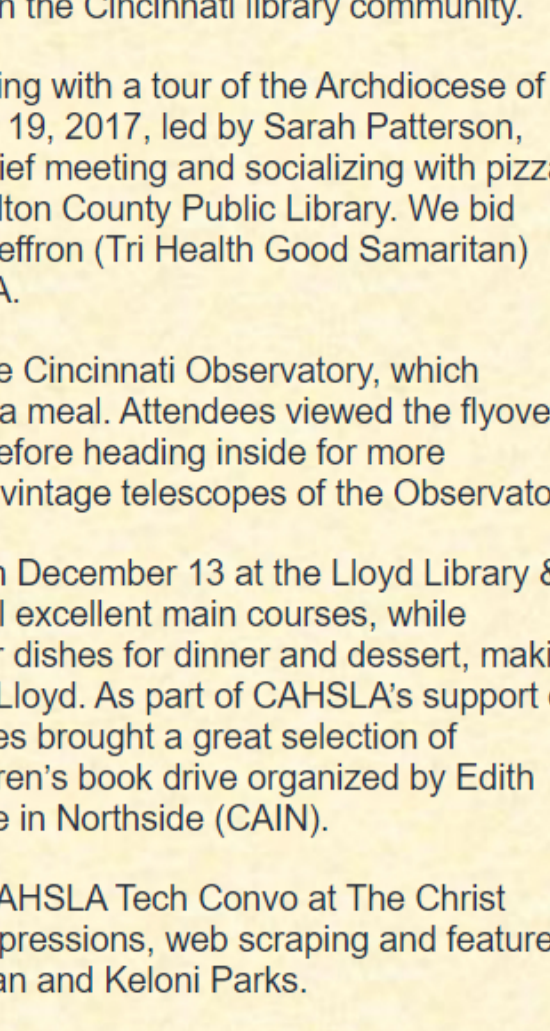 n the Cincinnati library community.
ing with a tour of the Archdiocese of
19, 2017, led by Sarah Patterson,
ief meeting and socializing with pizza
lton County Public Library. We bid
effron (Tri Health Good Samaritan)
A.
e Cincinnati Observatory, which
a meal. Attendees viewed the flyove
efore heading inside for more
vintage telescopes of the Observato
n December 13 at the Lloyd Library &
l excellent main courses, while
r dishes for dinner and dessert, maki
Lloyd. As part of CAHSLA’s support
es brought a great selection of
ren’s book drive organized by Edith
e in Northside (CAIN).
AHSLA Tech Convo at The Christ
pressions, web scraping and feature
an and Keloni Parks.